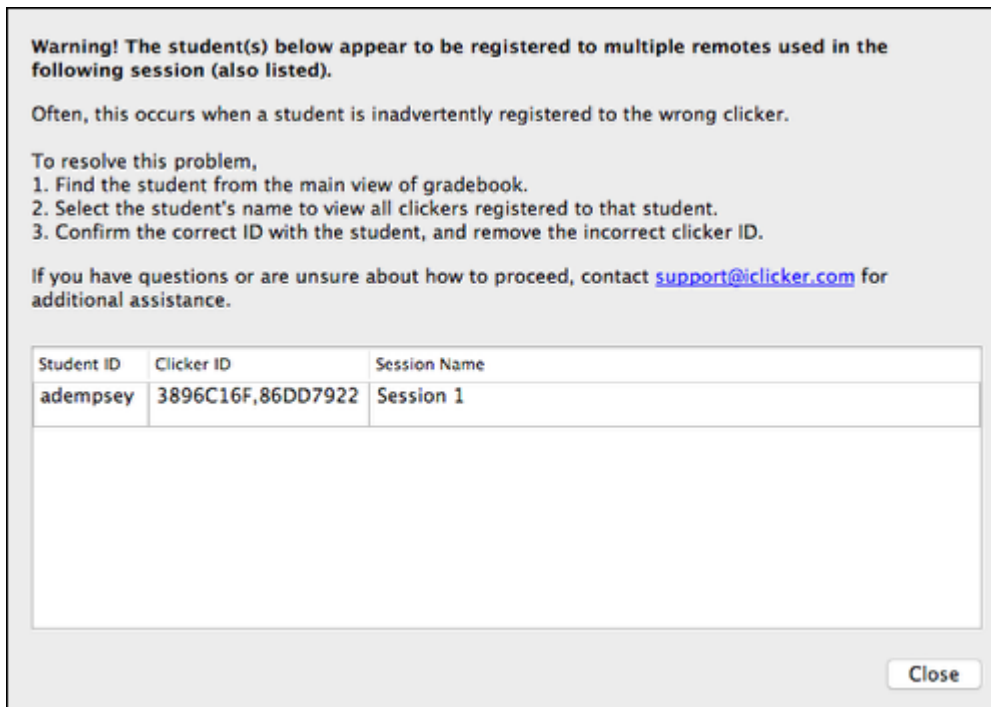 Warning! The student(s) below appear to be registered to multiple remotes used in the
following session (also listed).
Often, this occurs when a student is inadvertently registered to the wrong clicker.
To resolve this problem,
1. Find the student from the main view of gradebook.
2. Select the student's name to view all clickers registered to that student.
3. Confirm the correct ID with the student, and remove the incorrect clicker ID.
If you have questions or are unsure about how to proceed, contact support@iclicker.com for
additional assistance.
Student ID Clicker ID Session Name
adempsey 3896C16F,86DD7922 Session 1
Close